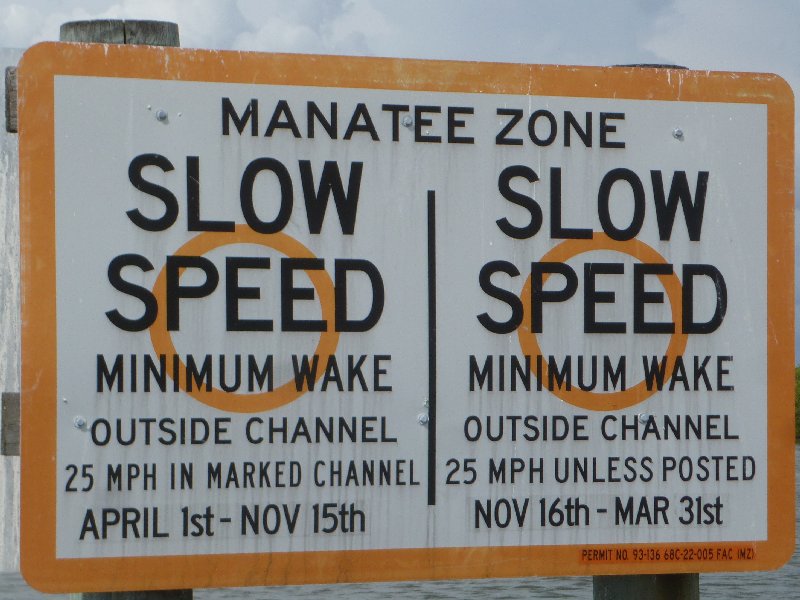 MANATEE ZONE
SLOW
SPEED
MINIMUM WAKE
OUTSIDE CHANNEL
25 MPH IN MARKED CHANNEL
APRIL 1st - NOV 15th
SLOW
SPEED
MINIMUM WAKE
OUTSIDE CHANNEL
25 MPH UNLESS POSTED
NOV 16th - MAR 31st
PERMIT NO. 93-136 68C-22-005 FAC (MZ)